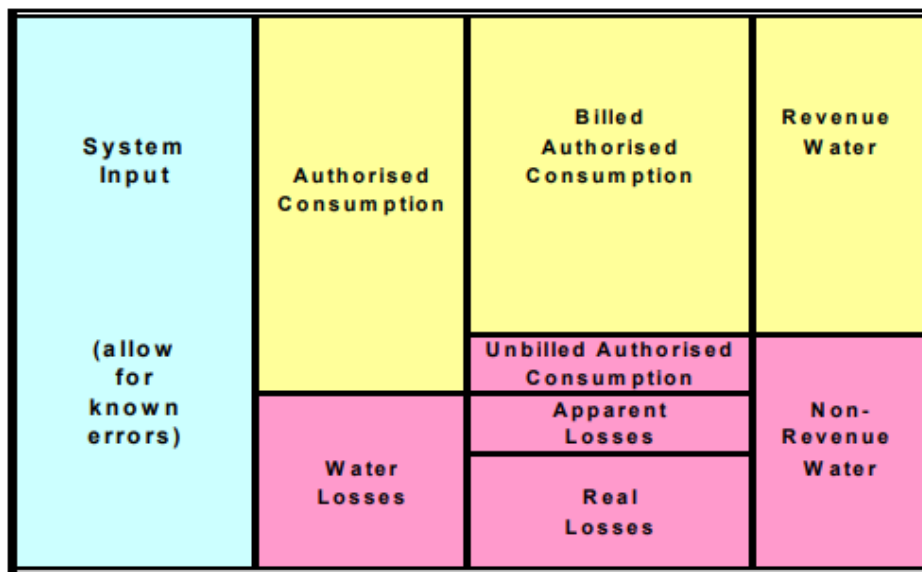 System
Input
(allow
for
known
errors)
Authorised
Consumption
Water
Losses
Billed
Authorised
Consumption
Unbilled Authorised
Consumption
Apparent
Losses
Real
Losses
Revenue
Water
Non-
Revenue
Water